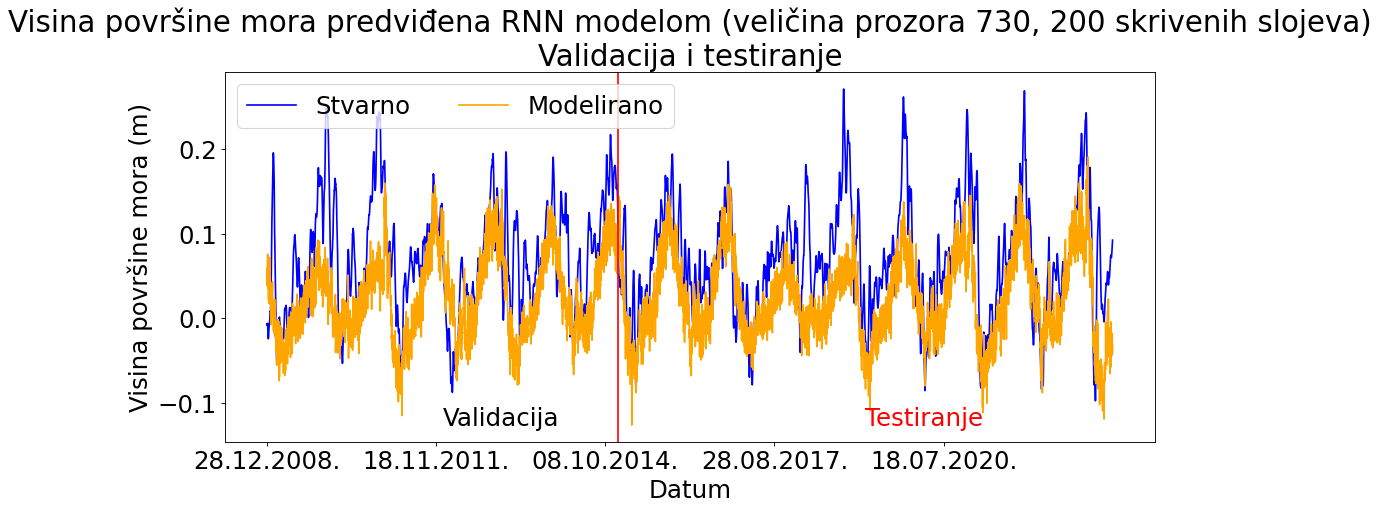 Visina površine mora predviđena RNN modelom (veličina prozora 730, 200 skrivenih slojeva)
Validacija i testiranje
Stvarno
Modelirano
Visina površine mora (m)
0.2
0.1
0.0
−0.1
Validacija
Testiranje
28.12.2008.
18.11.2011.
08.10.2014.
28.08.2017.
18.07.2020.
Datum